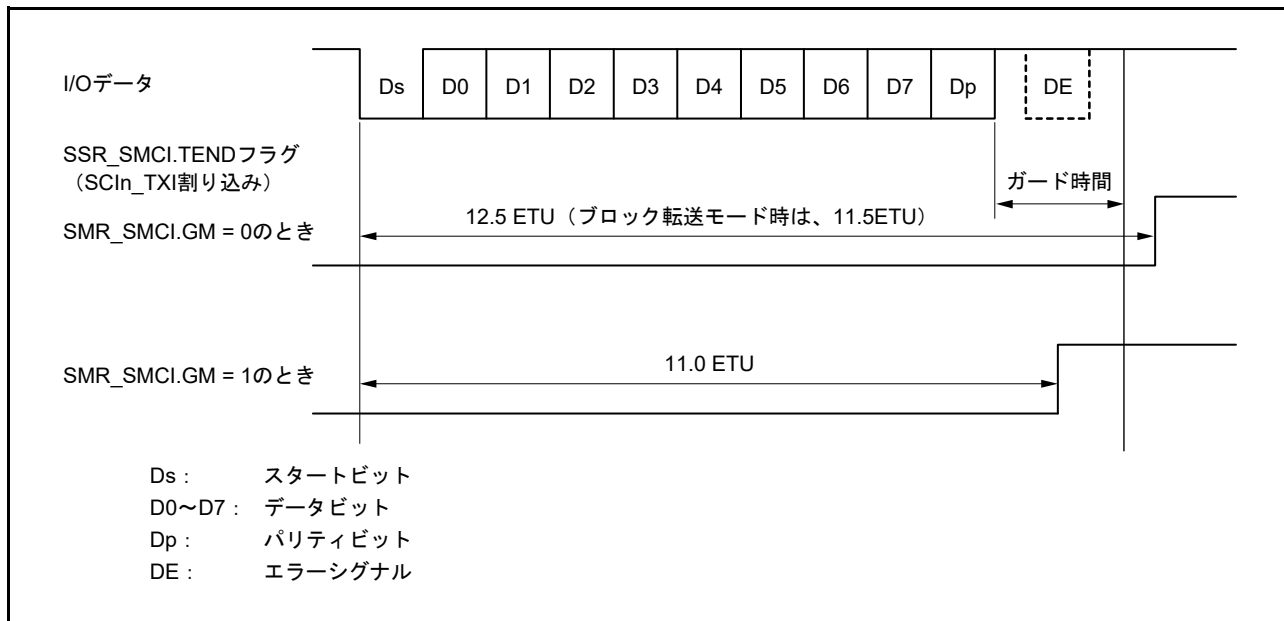 I/Oデータ
Ds D0 D1 D2 D3 D4 D5 D6 D7 Dp DE
SSR_SMCI.TENDフラグ
（SCIn_TXI割り込み）
ガード時間
12.5 ETU（ブロック転送モード時は、11.5ETU）
SMR_SMCI.GM = 0のとき
11.0 ETU
SMR_SMCI.GM = 1のとき
Ds： スタートビット
D0～D7： データビット
Dp： パリティビット
DE： エラーシグナル